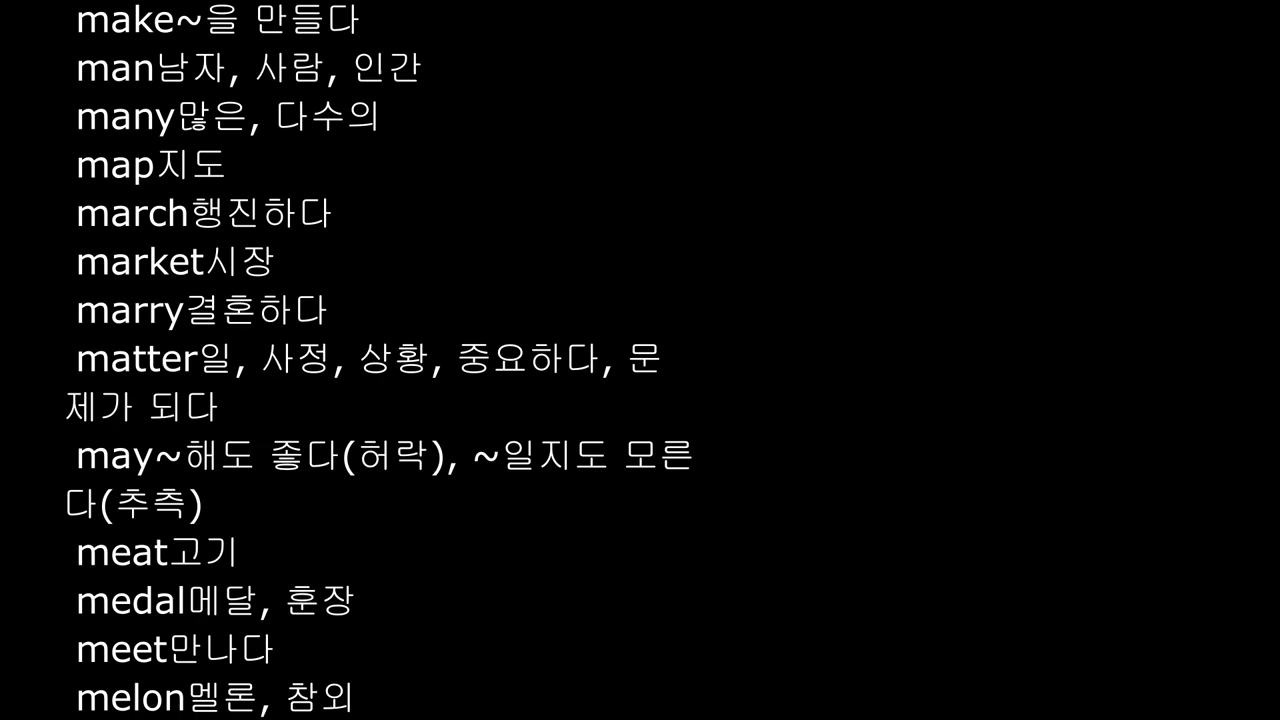 make~을 만들다
man남자, 사람, 인간
many많은, 다수의
map지도
march행진하다
market시장
marry결혼하다
matter일, 사정, 상황, 중요하다, 문
제가 되다
may~해도 좋다(허락), ~일지도 모른
다(추측)
meat고기
medal메달, 훈장
meet만나다
melon멜론, 참외